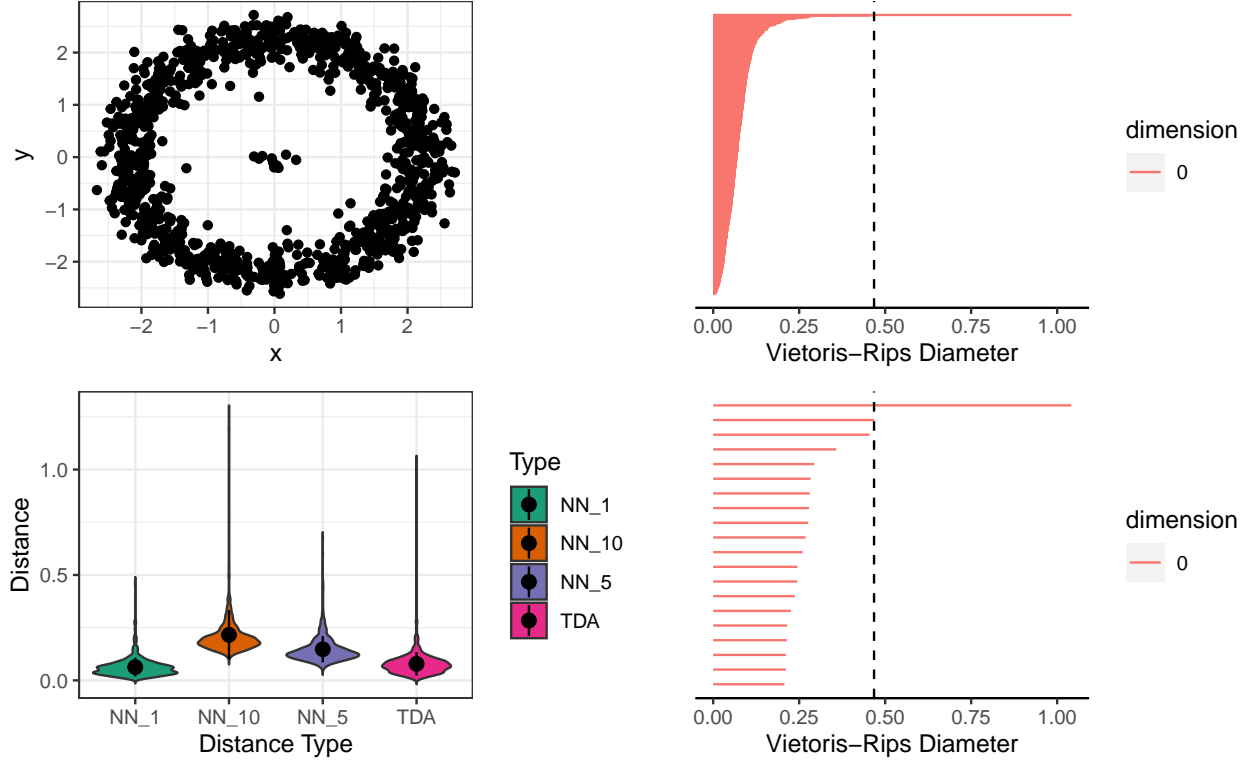 2
1
0
−1
−2
y
−2 −1 0 1 2
x
0.00 0.25 0.50 0.75 1.00
Vietoris−Rips Diameter
dimension
0
1.0
0.5
0.0
Distance
NN_1 NN_10 NN_5 TDA
Distance Type
Type
NN_1
NN_10
NN_5
TDA
0.00 0.25 0.50 0.75 1.00
Vietoris−Rips Diameter
dimension
0